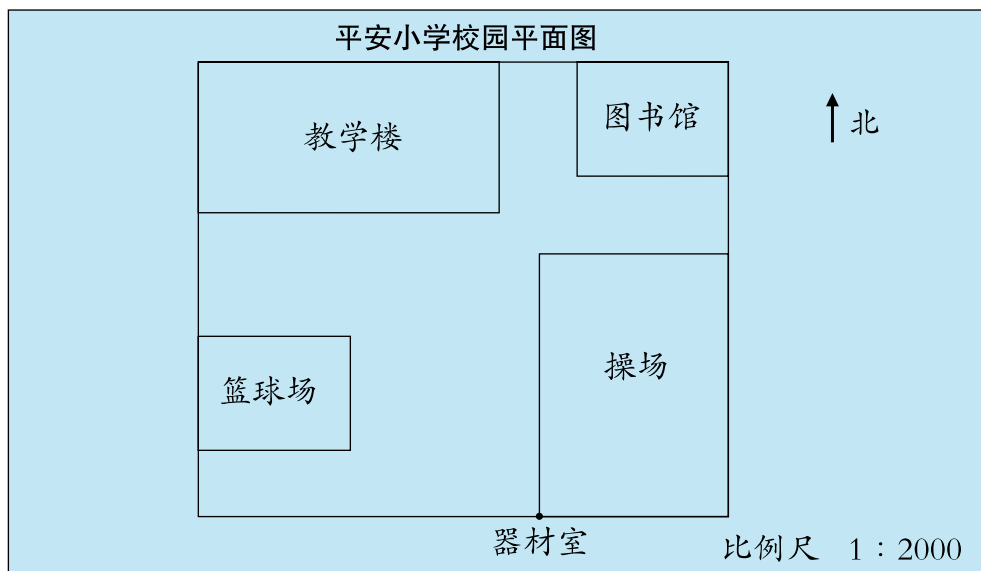 平安小学校园平面图
教学楼
图书馆
北
篮球场
操场
器材室
比例尺 1：2000